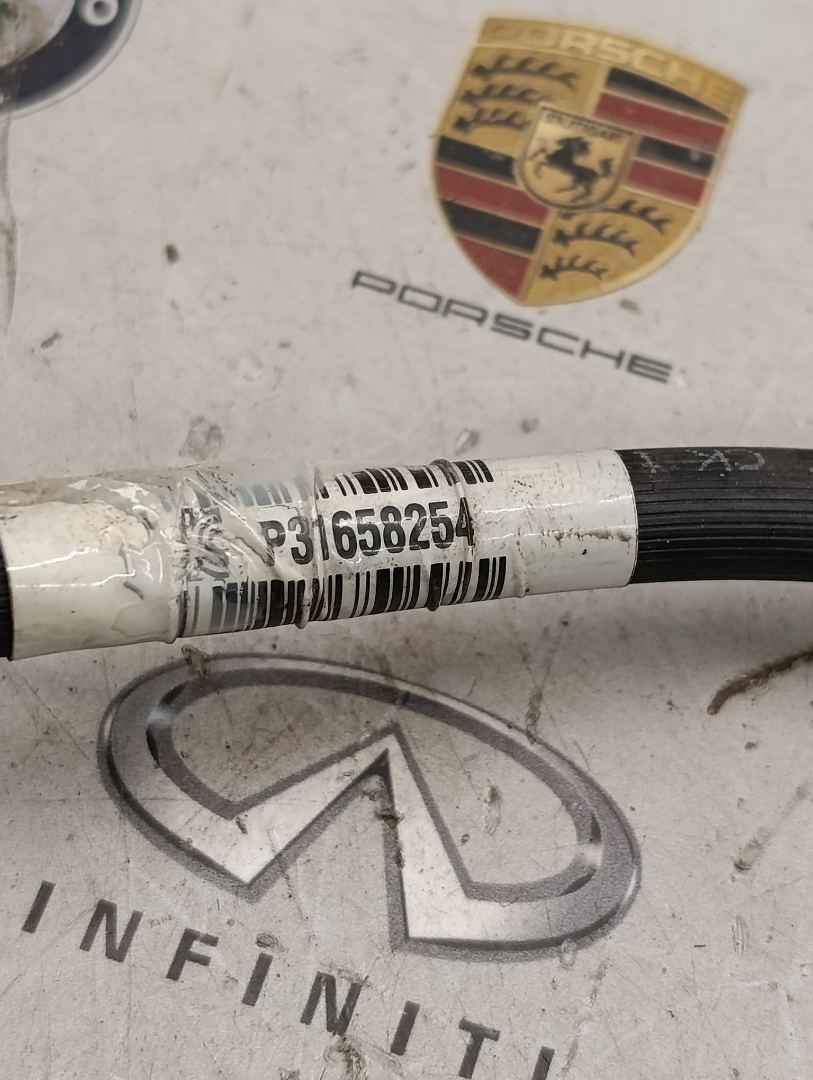 PORSCHE
PORSCHE
P31658254
INFINITI